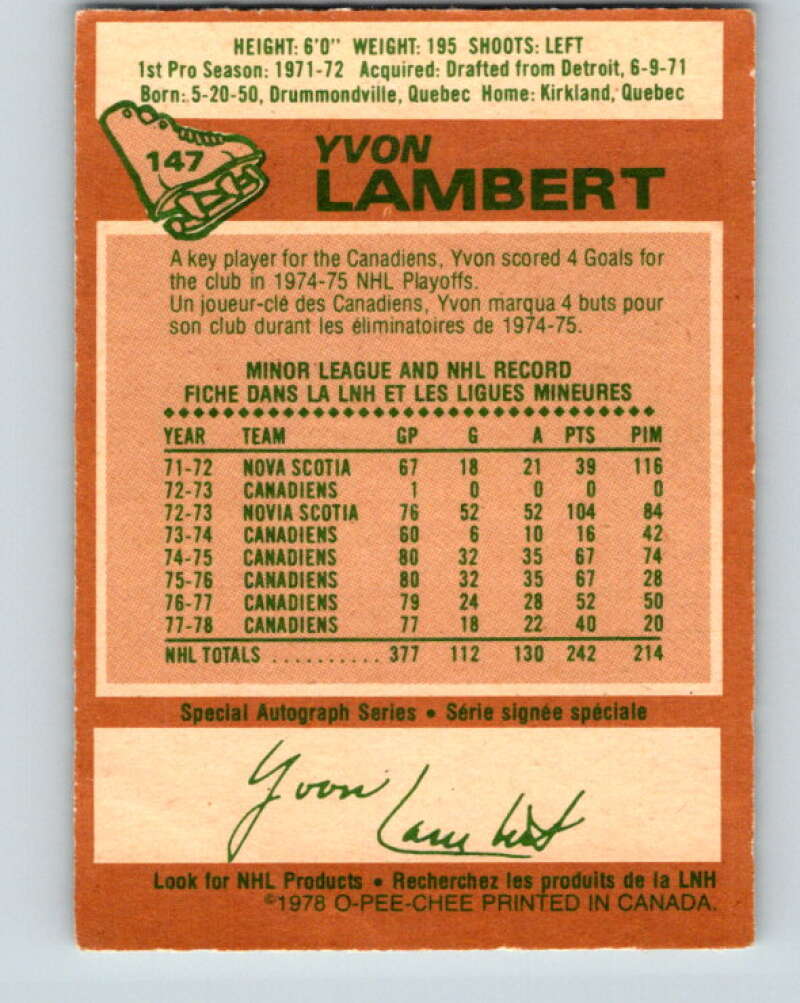 HEIGHT: 6'0" WEIGHT: 195 SHOOTS: LEFT
1st Pro Season: 1971-72 Acquired: Drafted from Detroit, 6-9-71
Born: 5-20-50, Drummondville, Quebec Home: Kirkland, Quebec
147
YVON
LAMBERT
A key player for the Canadiens, Yvon scored 4 Goals for
the club in 1974-75 NHL Playoffs.
Un joueur-clé des Canadiens, Yvon marqua 4 buts pour
son club durant les éliminatoires de 1974-75.
MINOR LEAGUE AND NHL RECORD
FICHE DANS LA LNH ET LES LIGUES MINEURES
YEAR TEAM GP G A PTS PIM
71-72 NOVA SCOTIA 67 18 21 39 116
72-73 CANADIENS 1 0 0 0 0
72-73 NOVIA SCOTIA 76 52 52 104 84
73-74 CANADIENS 60 6 10 16 42
74-75 CANADIENS 80 32 35 67 74
75-76 CANADIENS 80 32 35 67 28
76-77 CANADIENS 79 24 28 52 50
77-78 CANADIENS 77 18 22 40 20
NHL TOTALS .......... 377 112 130 242 214
Special Autograph Series • Série signée spéciale
Yvon Lambert
Look for NHL Products • Recherchez les produits de la LNH
©1978 O-PEE-CHEE PRINTED IN CANADA.